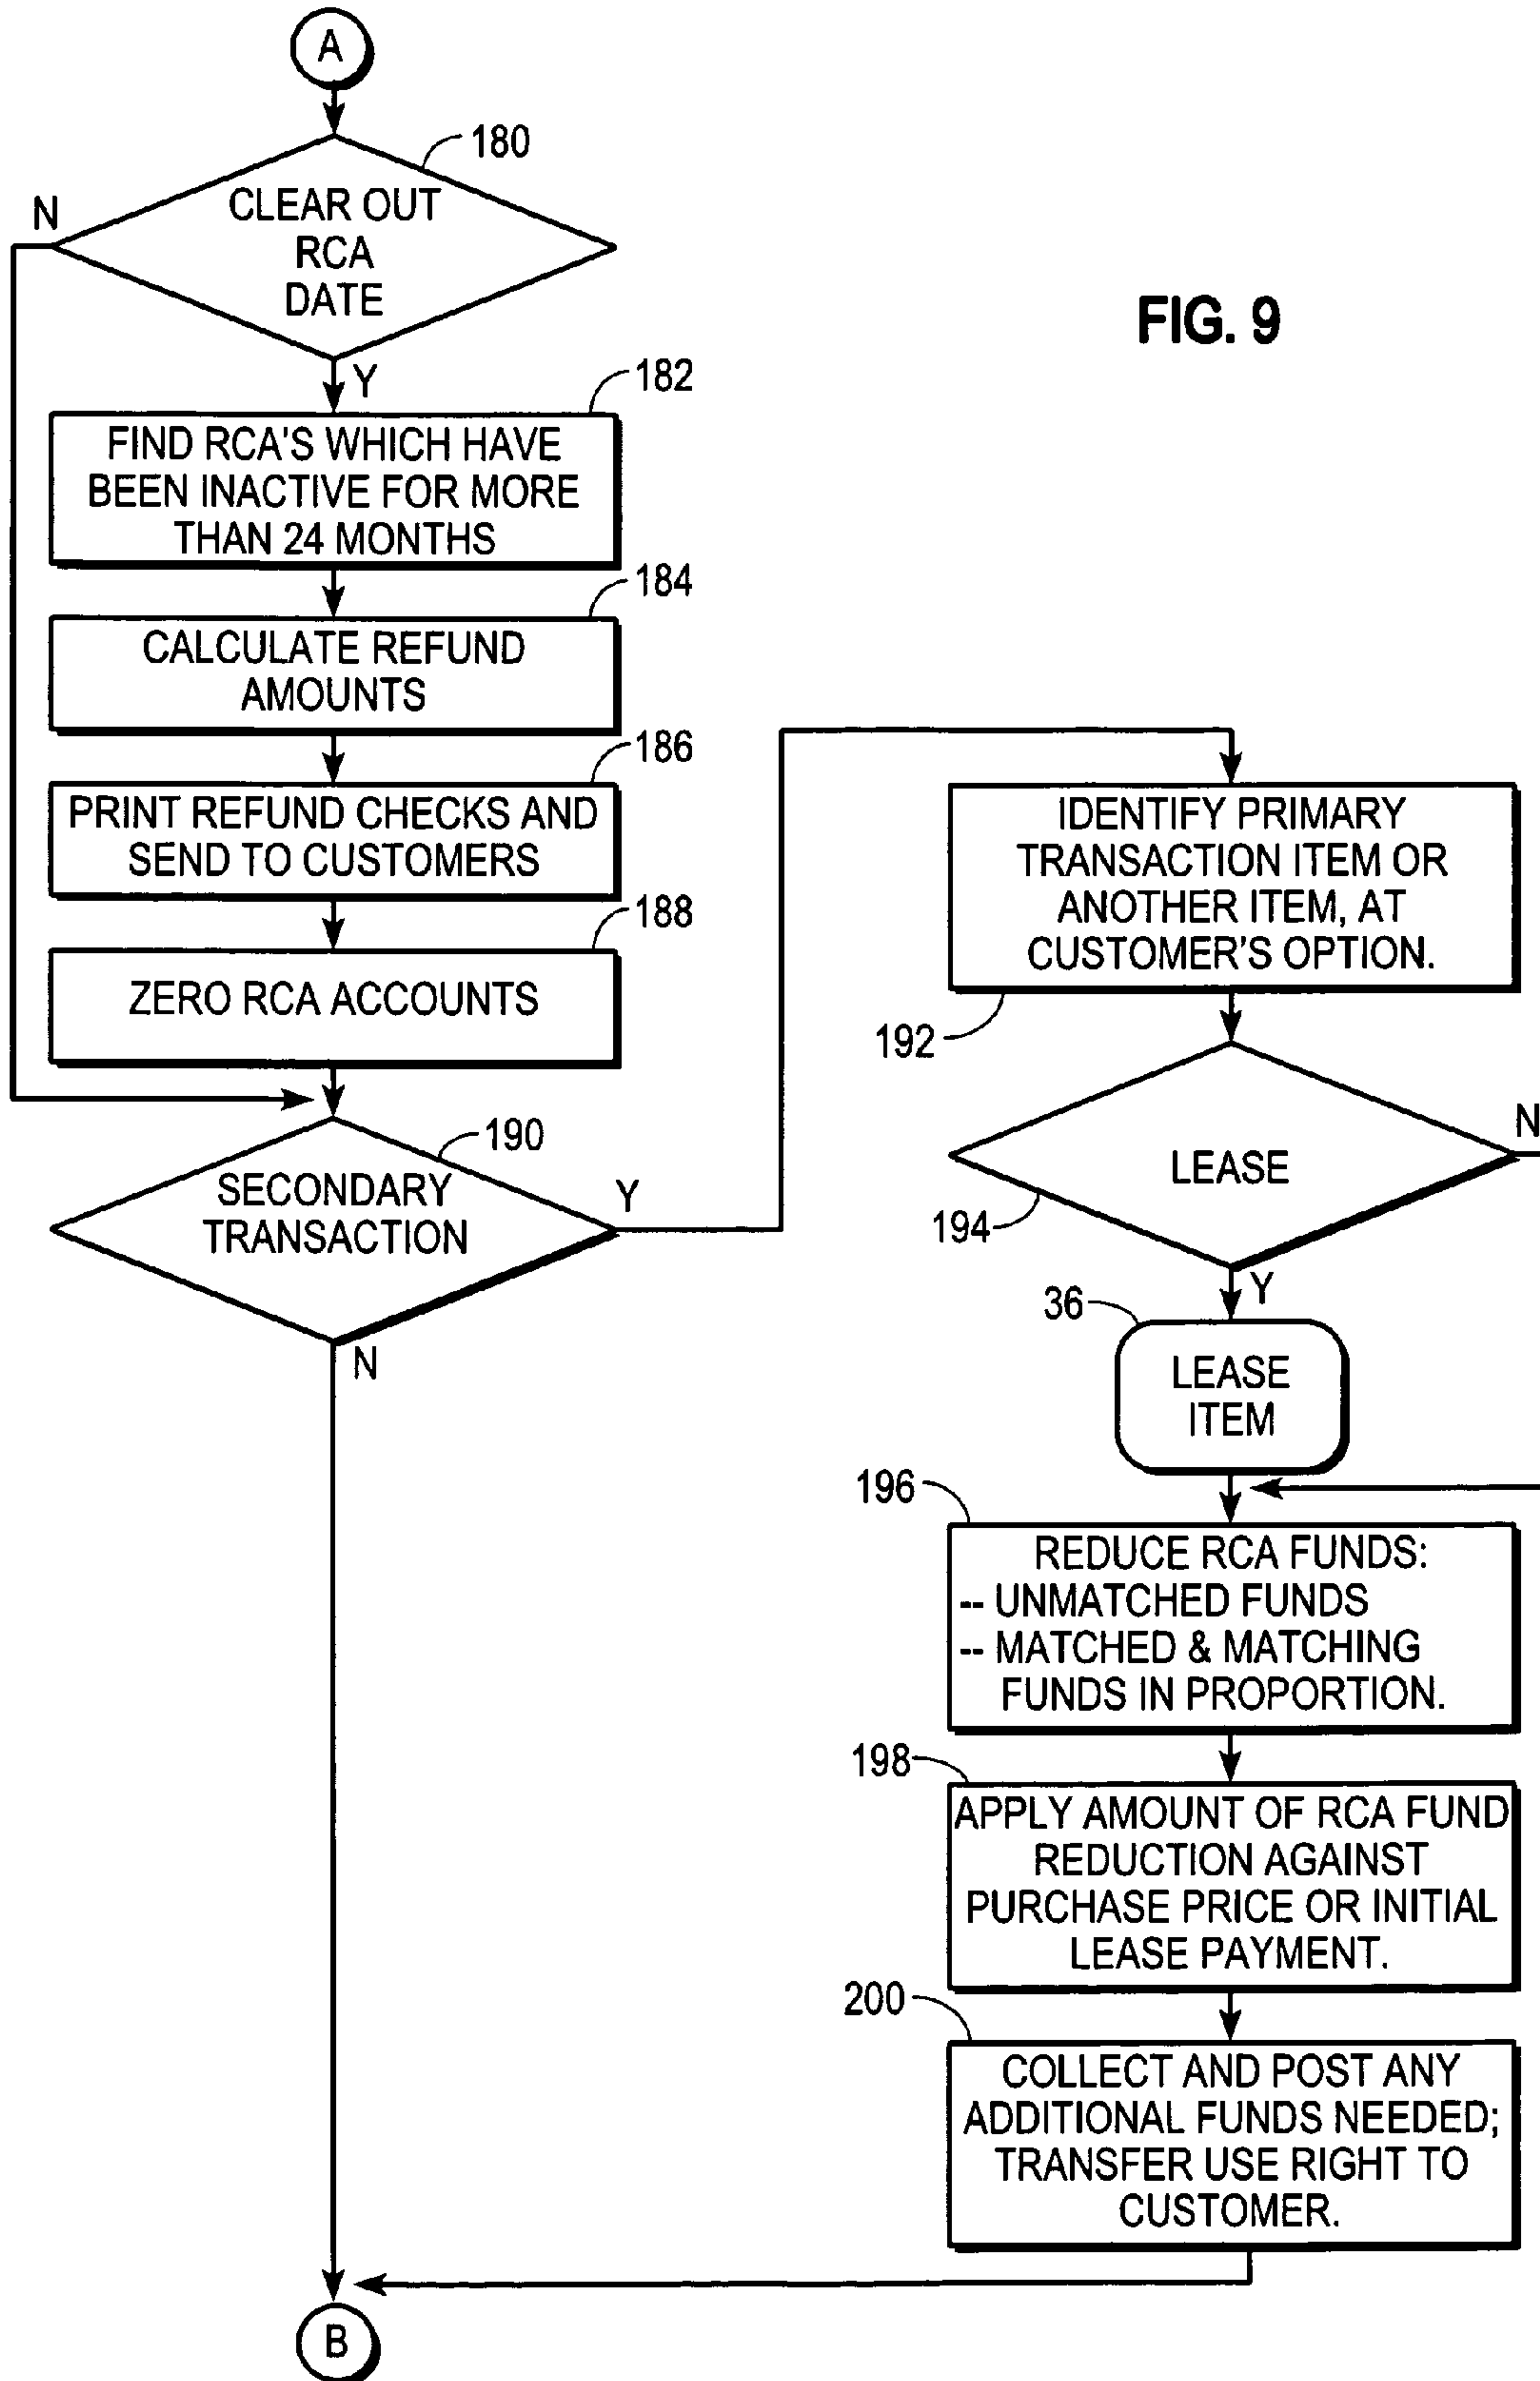 A
180
N
CLEAR OUT
RCA
DATE
FIG. 9
Y
182
FIND RCA'S WHICH HAVE
BEEN INACTIVE FOR MORE
THAN 24 MONTHS
184
CALCULATE REFUND
AMOUNTS
186
PRINT REFUND CHECKS AND
SEND TO CUSTOMERS
188
ZERO RCA ACCOUNTS
190
SECONDARY
TRANSACTION
Y
N
IDENTIFY PRIMARY
TRANSACTION ITEM OR
ANOTHER ITEM, AT
CUSTOMER'S OPTION.
192
N
LEASE
194
Y
36
LEASE
ITEM
196
REDUCE RCA FUNDS:
-- UNMATCHED FUNDS
-- MATCHED & MATCHING
FUNDS IN PROPORTION.
198
APPLY AMOUNT OF RCA FUND
REDUCTION AGAINST
PURCHASE PRICE OR INITIAL
LEASE PAYMENT.
200
COLLECT AND POST ANY
ADDITIONAL FUNDS NEEDED;
TRANSFER USE RIGHT TO
CUSTOMER.
B